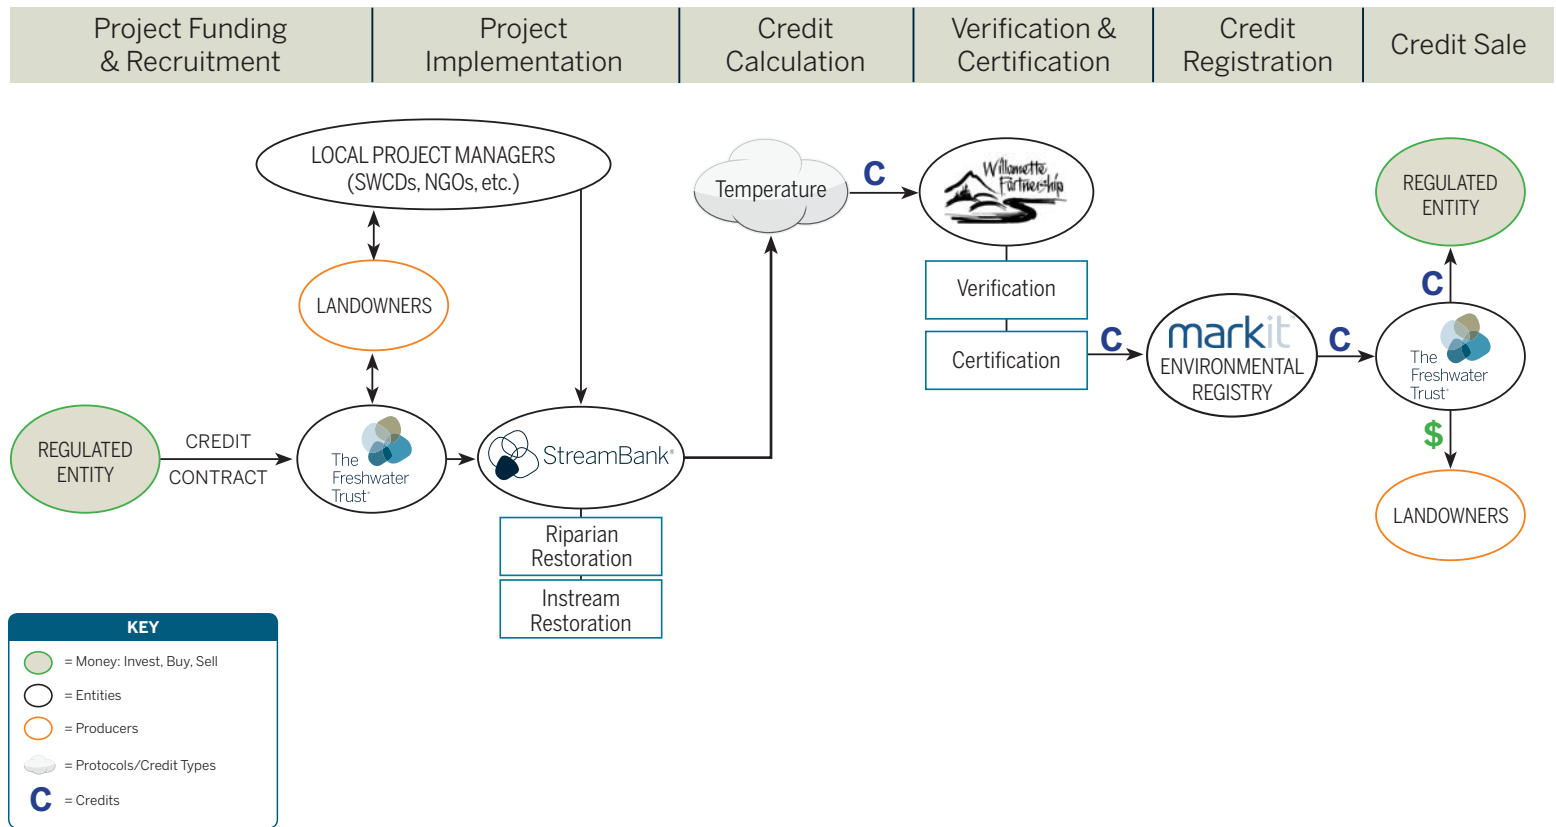 Project Funding
& Recruitment
Project
Implementation
Credit
Calculation
Verification &
Certification
Credit
Registration
Credit Sale
LOCAL PROJECT MANAGERS
(SWCDs, NGOs, etc.)
LANDOWNERS
REGULATED
ENTITY
CREDIT
CONTRACT
The
Freshwater
Trust®
StreamBank®
Riparian
Restoration
Instream
Restoration
Temperature
C
Willamette
Partnership
Verification
Certification
C
markit
ENVIRONMENTAL
REGISTRY
C
REGULATED
ENTITY
C
The
Freshwater
Trust®
$
LANDOWNERS
KEY
= Money: Invest, Buy, Sell
= Entities
= Producers
= Protocols/Credit Types
C = Credits